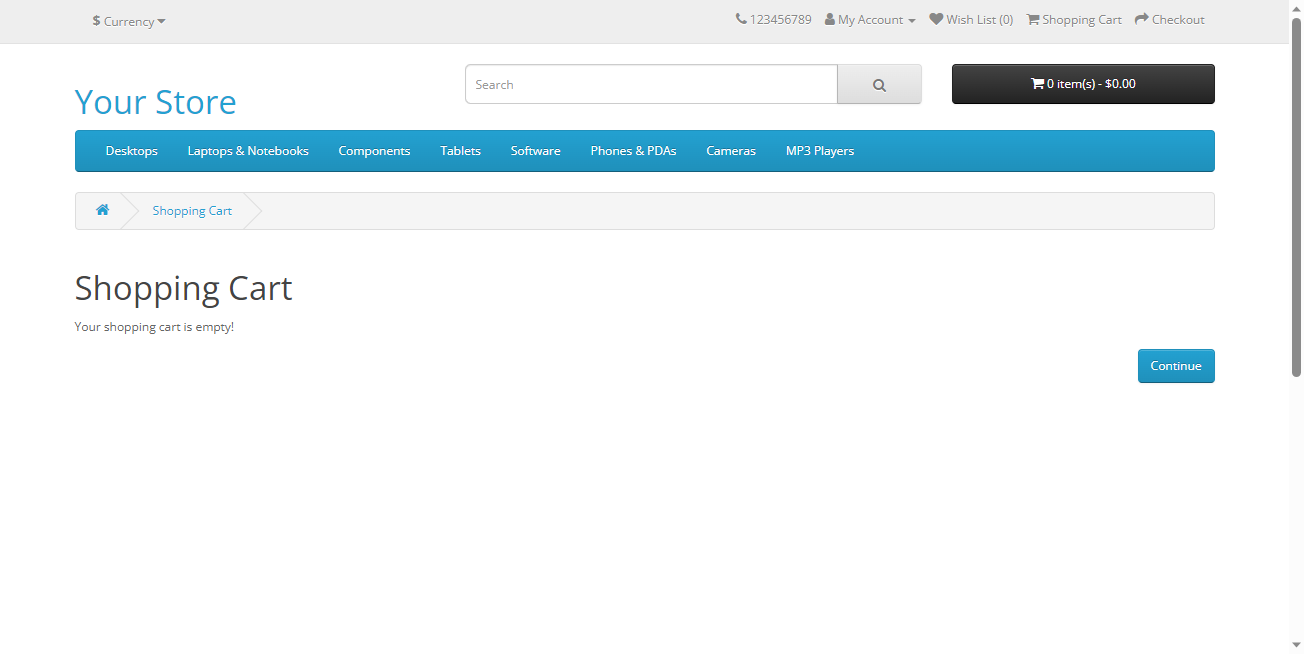 $ Currency
123456789 My Account Wish List (0) Shopping Cart Checkout
Your Store
Search
0 item(s) - $0.00
Desktops Laptops & Notebooks Components Tablets Software Phones & PDAs Cameras MP3 Players
Shopping Cart
Shopping Cart
Your shopping cart is empty!
Continue